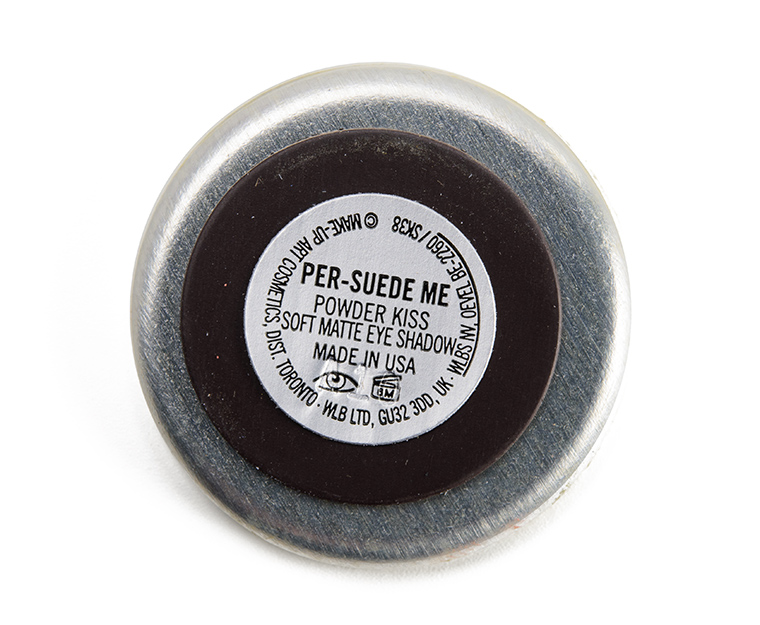 PER-SUEDE ME
POWDER KISS
SOFT MATTE EYE SHADOW
MADE IN USA
© MAKE-UP ART COSMETICS, DIST. TORONTO · WLB LTD, GU32 3DD, UK · WLBS NV, OEVEL BE-2260 / SK38